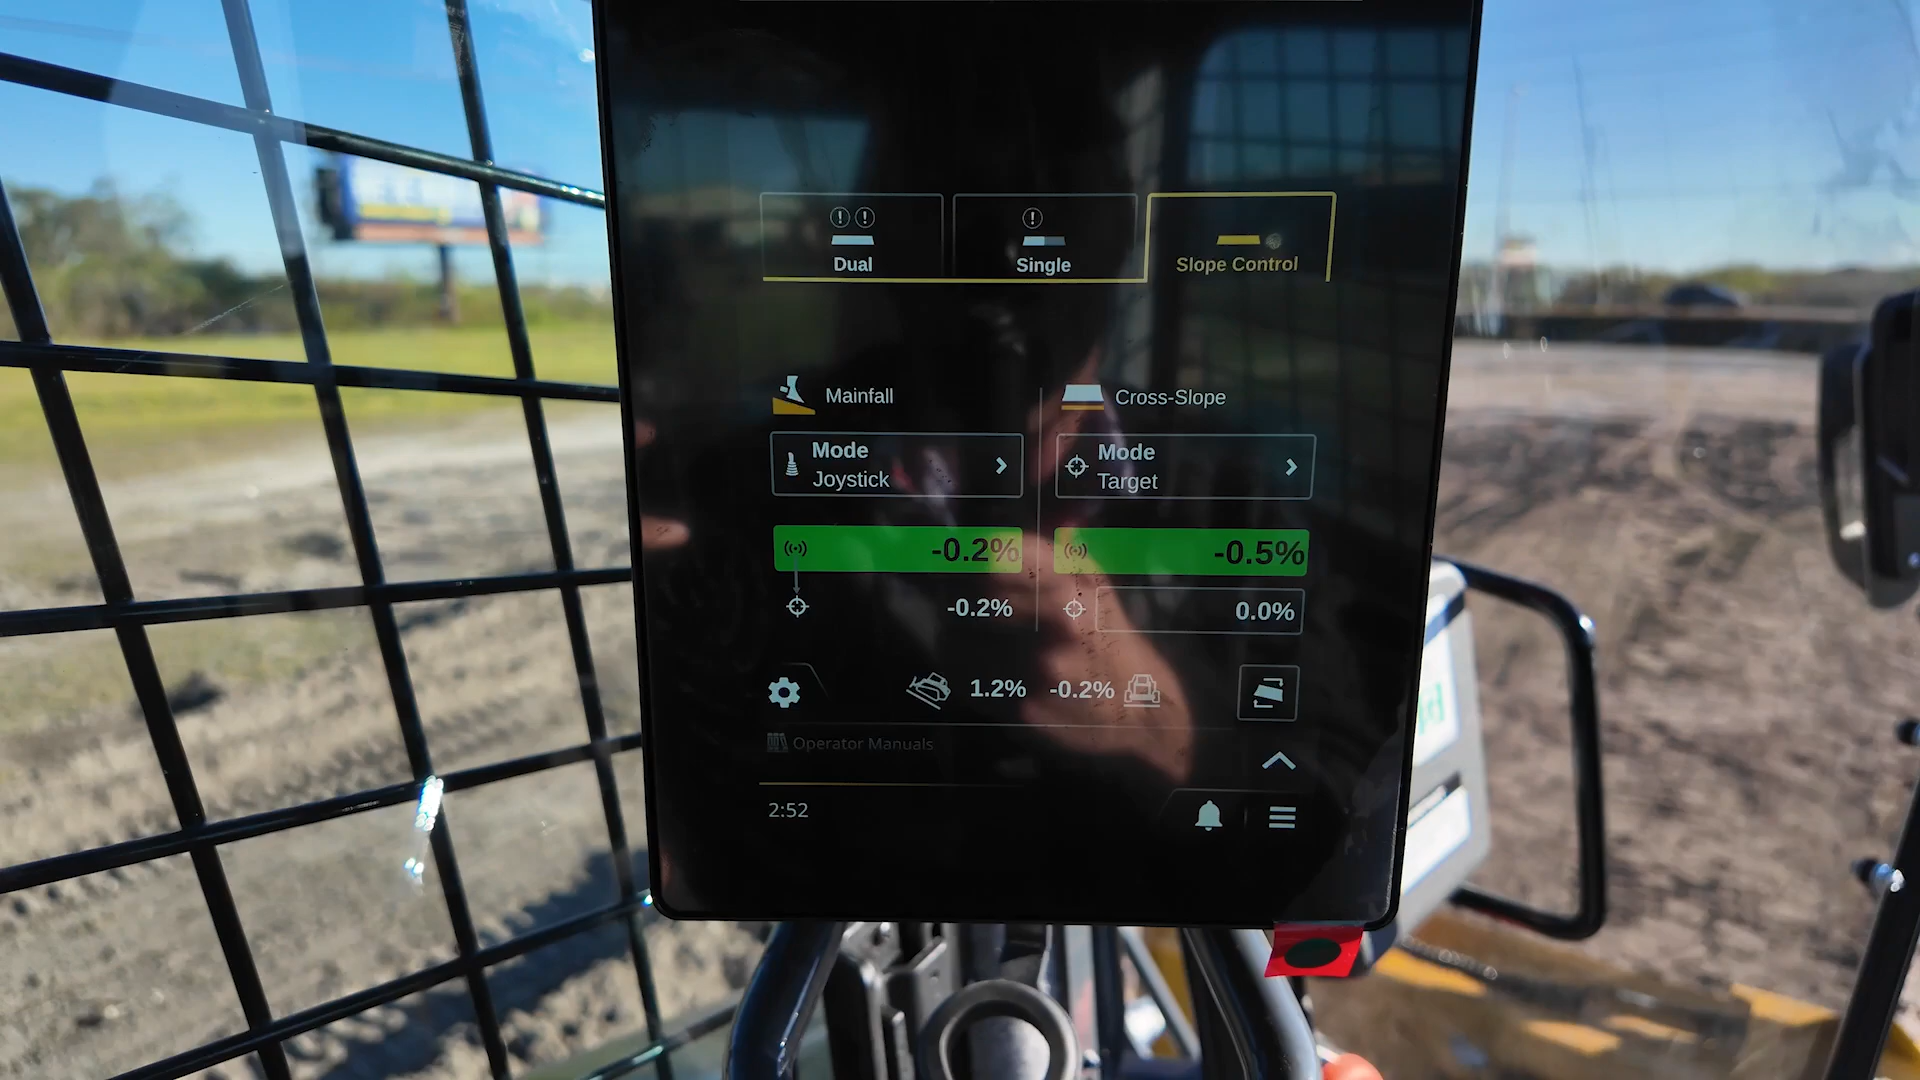 Dual
Single
Slope Control
Mainfall
Cross-Slope
Mode
Joystick
Mode
Target
-0.2%
-0.5%
-0.2%
0.0%
1.2%
-0.2%
Operator Manuals
2:52